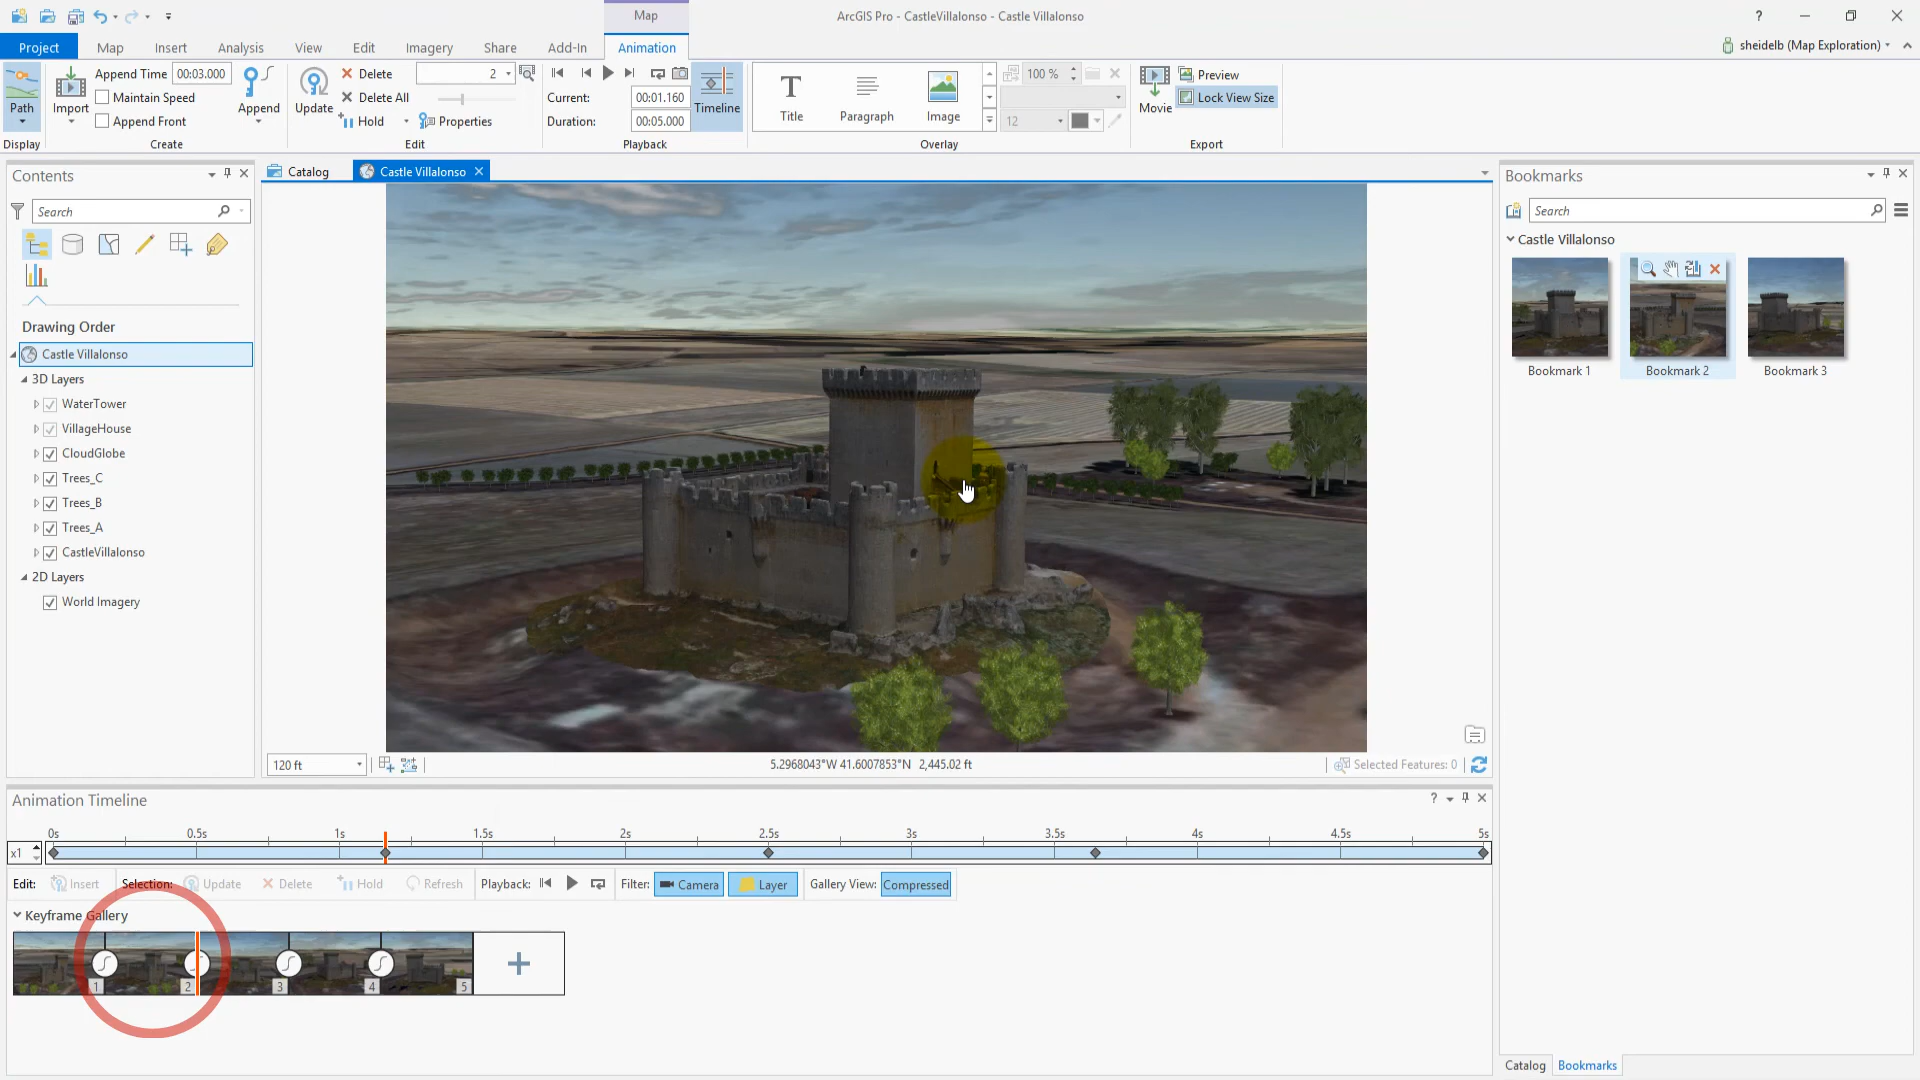 Map
ArcGIS Pro - CastleVillalonso - Castle Villalonso
?
Project
Map
Insert
Analysis
View
Edit
Imagery
Share
Add-In
Animation
sheidelb (Map Exploration)
Path
Import
Append Time 00:03.000
Maintain Speed
Append Front
Append
Update
Delete
Delete All
Hold
2
Properties
Current: 00:01.160
Duration: 00:05.000
Timeline
Title
Paragraph
Image
100 %
12
Movie
Preview
Lock View Size
Display
Create
Edit
Playback
Overlay
Export
Contents
Search
Drawing Order
Castle Villalonso
3D Layers
WaterTower
VillageHouse
CloudGlobe
Trees_C
Trees_B
Trees_A
CastleVillalonso
2D Layers
World Imagery
Catalog
Castle Villalonso
120 ft
5.2968043°W 41.6007853°N 2,445.02 ft
Selected Features: 0
Bookmarks
Search
Castle Villalonso
Bookmark 1
Bookmark 2
Bookmark 3
Animation Timeline
?
0s 0.5s 1s 1.5s 2s 2.5s 3s 3.5s 4s 4.5s 5s
x1
Edit: Insert Selection: Update Delete Hold Refresh Playback: Filter: Camera Layer Gallery View: Compressed
Keyframe Gallery
1 2 3 4 5
Catalog Bookmarks